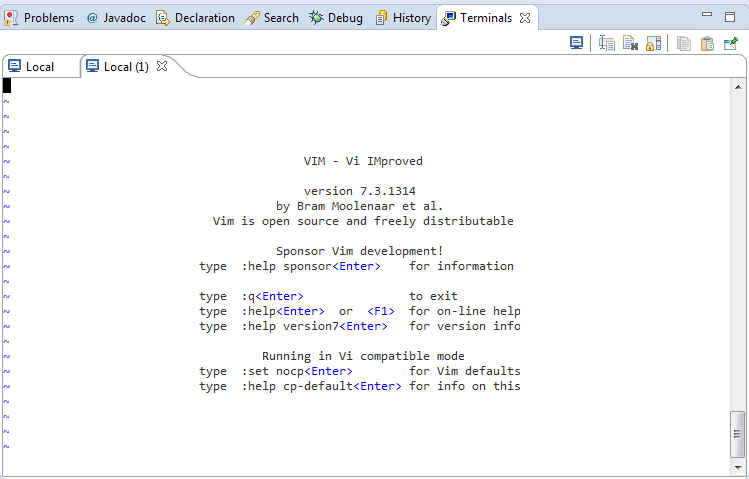 Problems @ Javadoc Declaration Search Debug History Terminals
Local Local (1)
~
~
~
~
~
VIM - Vi IMproved
~
~
version 7.3.1314
~
by Bram Moolenaar et al.
~
Vim is open source and freely distributable
~
~
Sponsor Vim development!
~
type :help sponsor<Enter> for information
~
~
type :q<Enter> to exit
~
type :help<Enter> or <F1> for on-line help
~
type :help version7<Enter> for version info
~
~
Running in Vi compatible mode
~
type :set nocp<Enter> for Vim defaults
~
type :help cp-default<Enter> for info on this
~
~
~
~